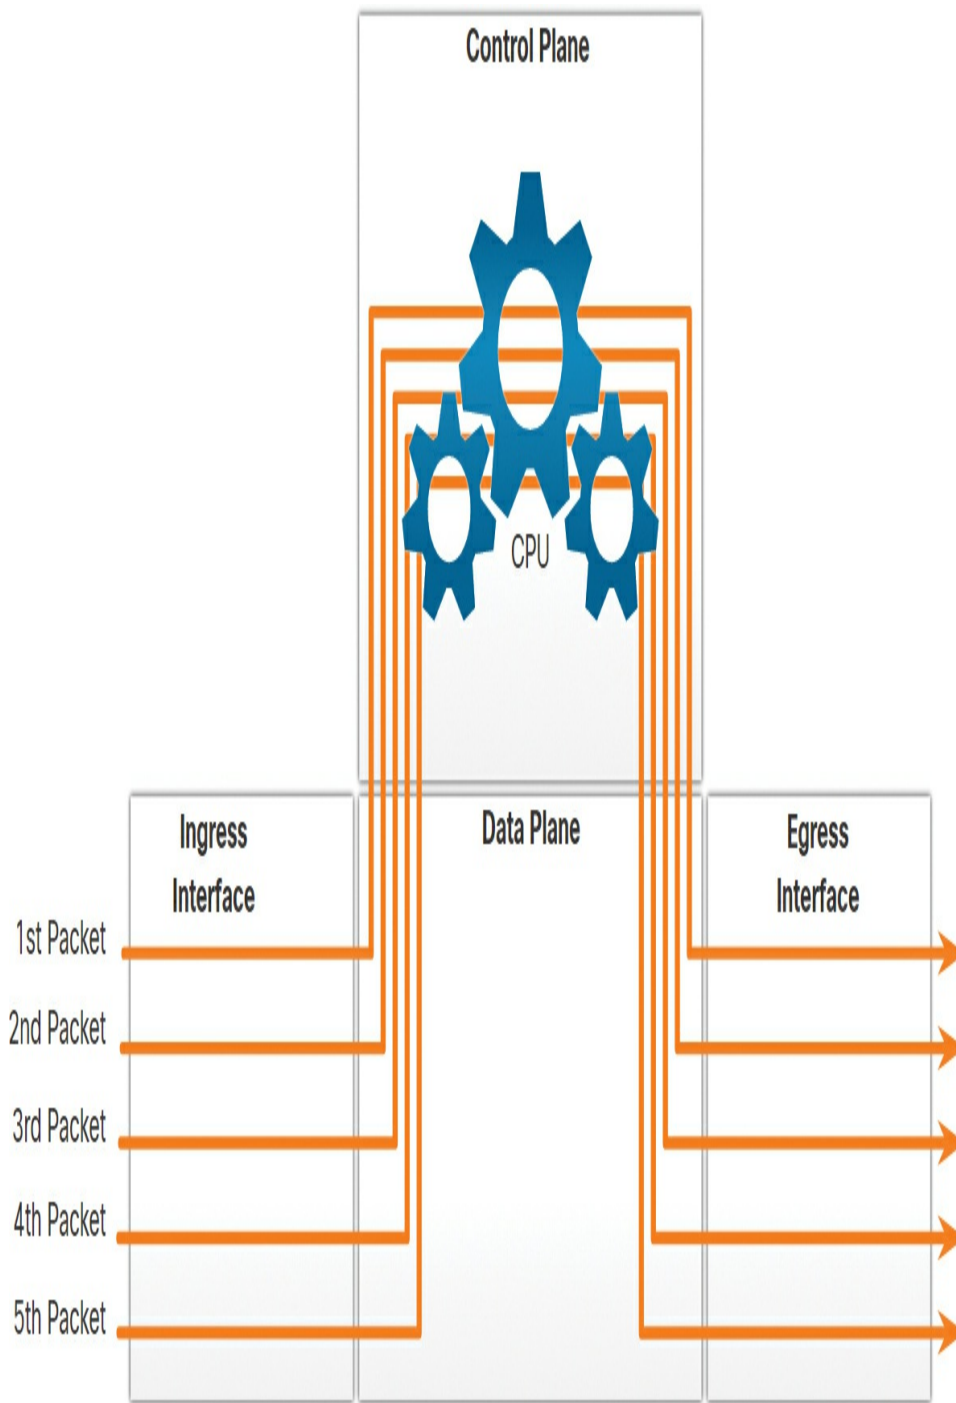 Control Plane
CPU
Ingress
Interface
Data Plane
Egress
Interface
1st Packet
2nd Packet
3rd Packet
4th Packet
5th Packet